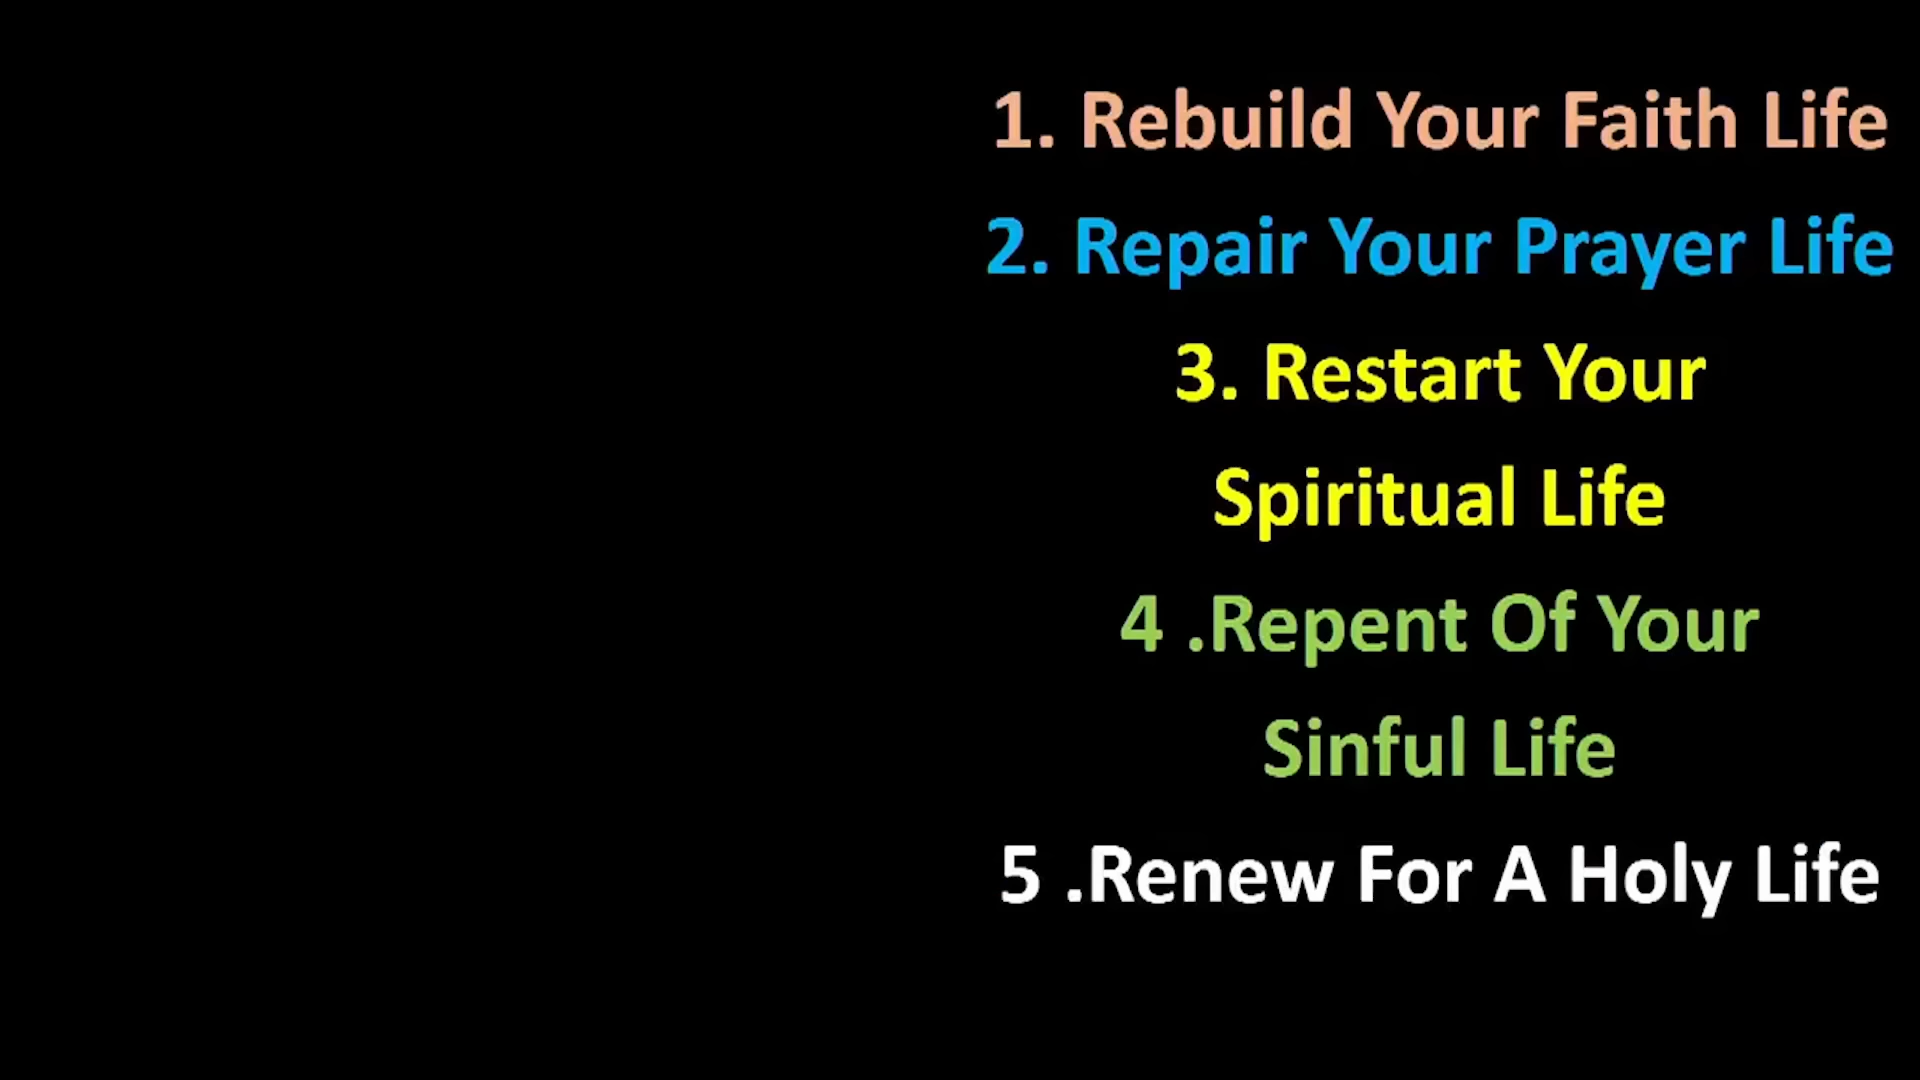 1. Rebuild Your Faith Life
2. Repair Your Prayer Life
3. Restart Your
Spiritual Life
4 .Repent Of Your
Sinful Life
5 .Renew For A Holy Life